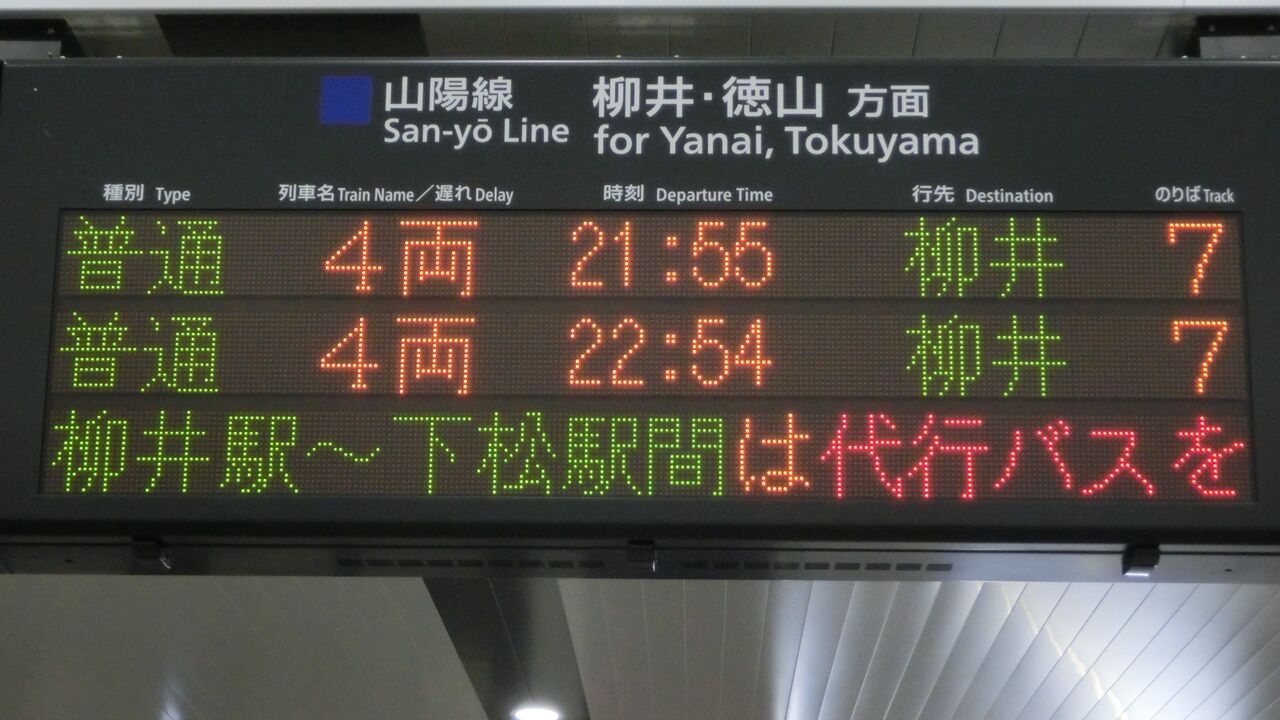 山陽線 柳井・徳山 方面
San-yō Line for Yanai, Tokuyama
種別 Type 列車名 Train Name／遅れ Delay 時刻 Departure Time 行先 Destination のりば Track
普通 4両 21:55 柳井 7
普通 4両 22:54 柳井 7
柳井駅～下松駅間は代行バスを